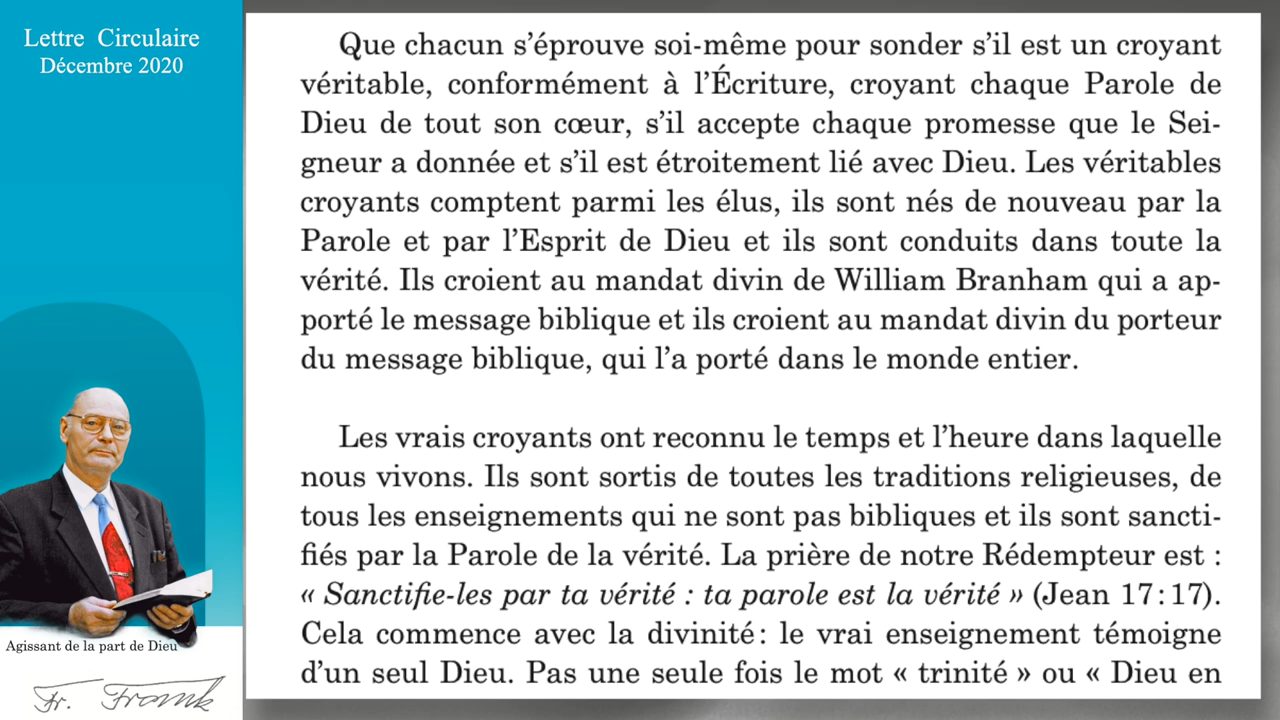 Lettre Circulaire
Décembre 2020
Que chacun s’éprouve soi-même pour sonder s’il est un croyant
véritable, conformément à l’Écriture, croyant chaque Parole de
Dieu de tout son cœur, s’il accepte chaque promesse que le Sei-
gneur a donnée et s’il est étroitement lié avec Dieu. Les véritables
croyants comptent parmi les élus, ils sont nés de nouveau par la
Parole et par l’Esprit de Dieu et ils sont conduits dans toute la
vérité. Ils croient au mandat divin de William Branham qui a ap-
porté le message biblique et ils croient au mandat divin du porteur
du message biblique, qui l’a porté dans le monde entier.
Les vrais croyants ont reconnu le temps et l’heure dans laquelle
nous vivons. Ils sont sortis de toutes les traditions religieuses, de
tous les enseignements qui ne sont pas bibliques et ils sont sancti-
fiés par la Parole de la vérité. La prière de notre Rédempteur est :
« Sanctifie-les par ta vérité : ta parole est la vérité » (Jean 17 : 17).
Cela commence avec la divinité : le vrai enseignement témoigne
d’un seul Dieu. Pas une seule fois le mot « trinité » ou « Dieu en
Agissant de la part de Dieu
Fr. Frank